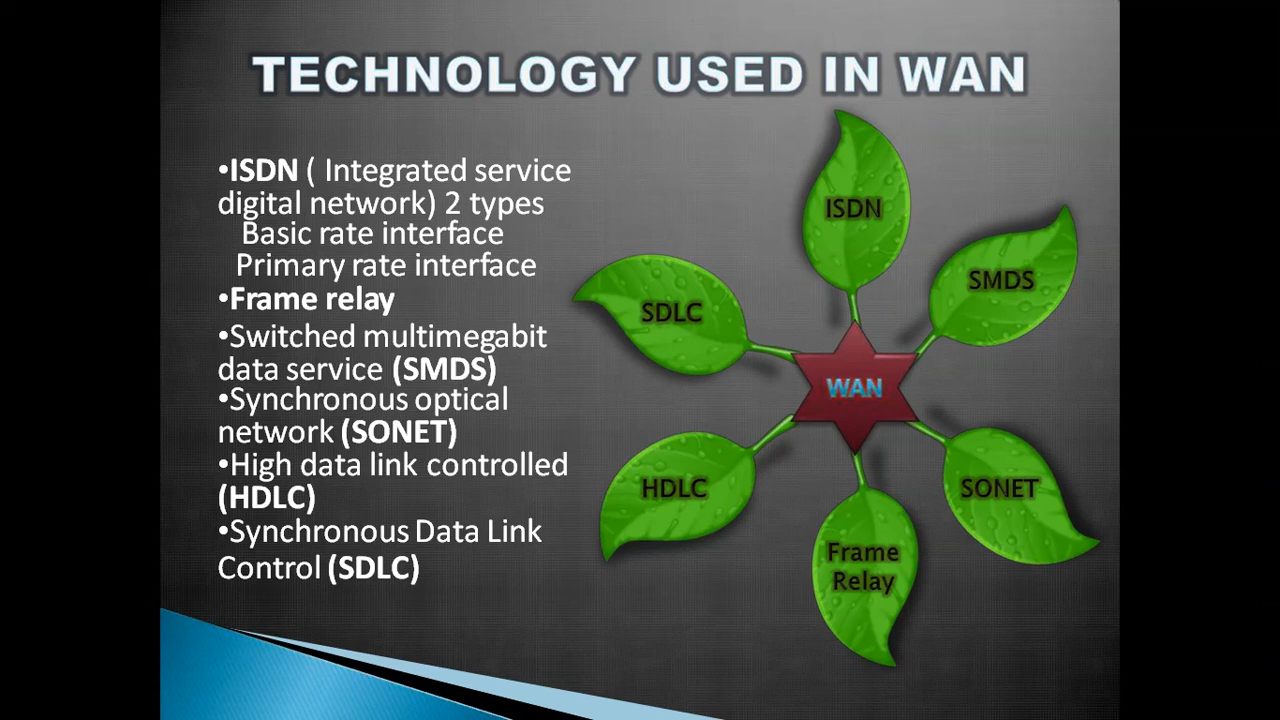 TECHNOLOGY USED IN WAN
•ISDN ( Integrated service
digital network) 2 types
Basic rate interface
Primary rate interface
•Frame relay
•Switched multimegabit
data service (SMDS)
•Synchronous optical
network (SONET)
•High data link controlled
(HDLC)
•Synchronous Data Link
Control (SDLC)
ISDN
SMDS
SDLC
WAN
HDLC
SONET
Frame
Relay